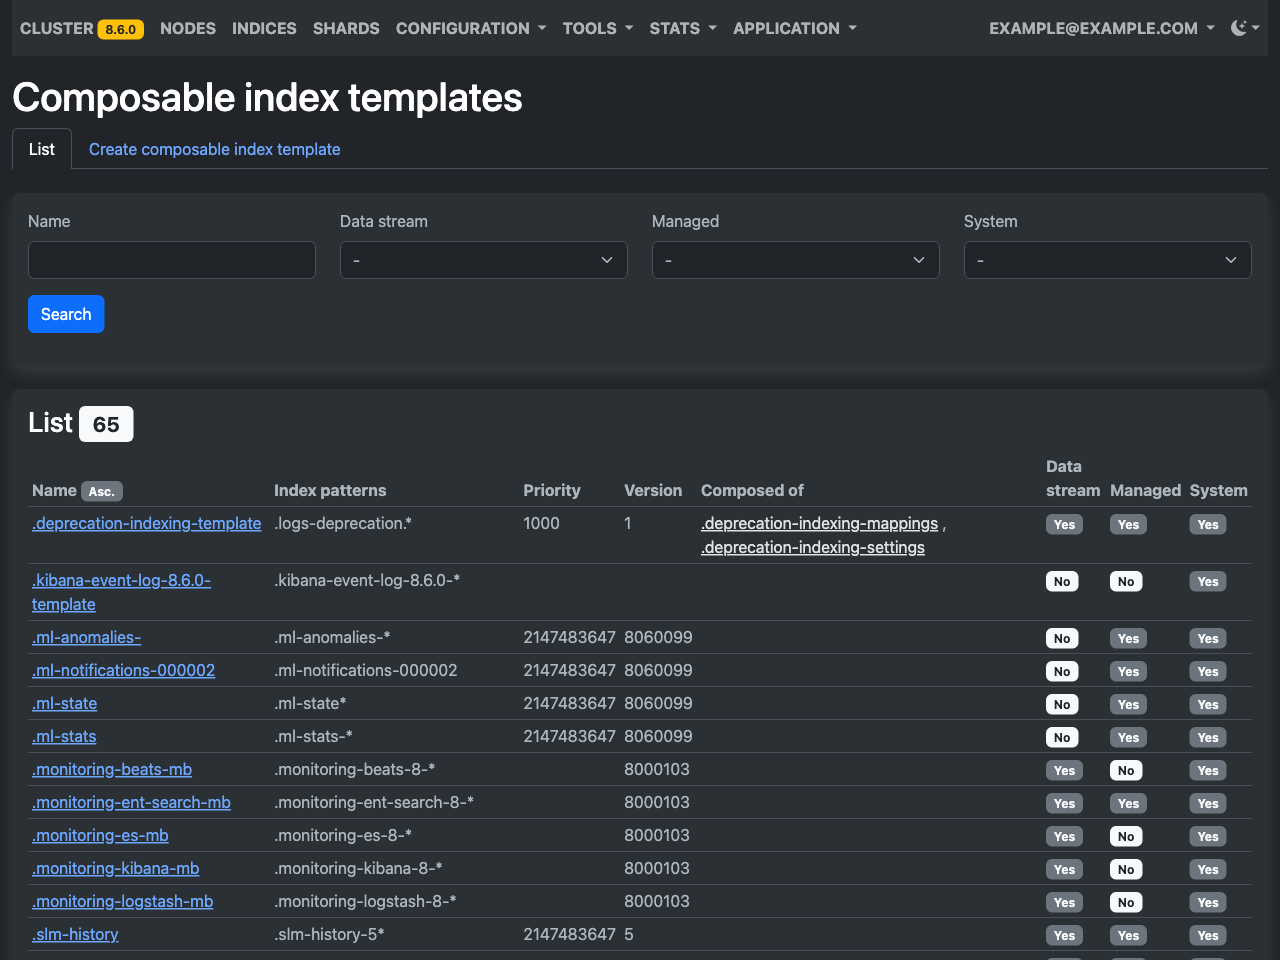 CLUSTER 8.6.0 NODES INDICES SHARDS CONFIGURATION TOOLS STATS APPLICATION EXAMPLE@EXAMPLE.COM
Composable index templates
List Create composable index template
Name Data stream Managed System
- - -
Search
List 65
Name Asc. Index patterns Priority Version Composed of Data stream Managed System
.deprecation-indexing-template .logs-deprecation.* 1000 1 .deprecation-indexing-mappings , Yes Yes Yes
.deprecation-indexing-settings
.kibana-event-log-8.6.0- .kibana-event-log-8.6.0-* No No Yes
template
.ml-anomalies- .ml-anomalies-* 2147483647 8060099 No Yes Yes
.ml-notifications-000002 .ml-notifications-000002 2147483647 8060099 No Yes Yes
.ml-state .ml-state* 2147483647 8060099 No Yes Yes
.ml-stats .ml-stats-* 2147483647 8060099 No Yes Yes
.monitoring-beats-mb .monitoring-beats-8-* 8000103 Yes No Yes
.monitoring-ent-search-mb .monitoring-ent-search-8-* 8000103 Yes Yes Yes
.monitoring-es-mb .monitoring-es-8-* 8000103 Yes No Yes
.monitoring-kibana-mb .monitoring-kibana-8-* 8000103 Yes No Yes
.monitoring-logstash-mb .monitoring-logstash-8-* 8000103 Yes No Yes
.slm-history .slm-history-5* 2147483647 5 Yes Yes Yes